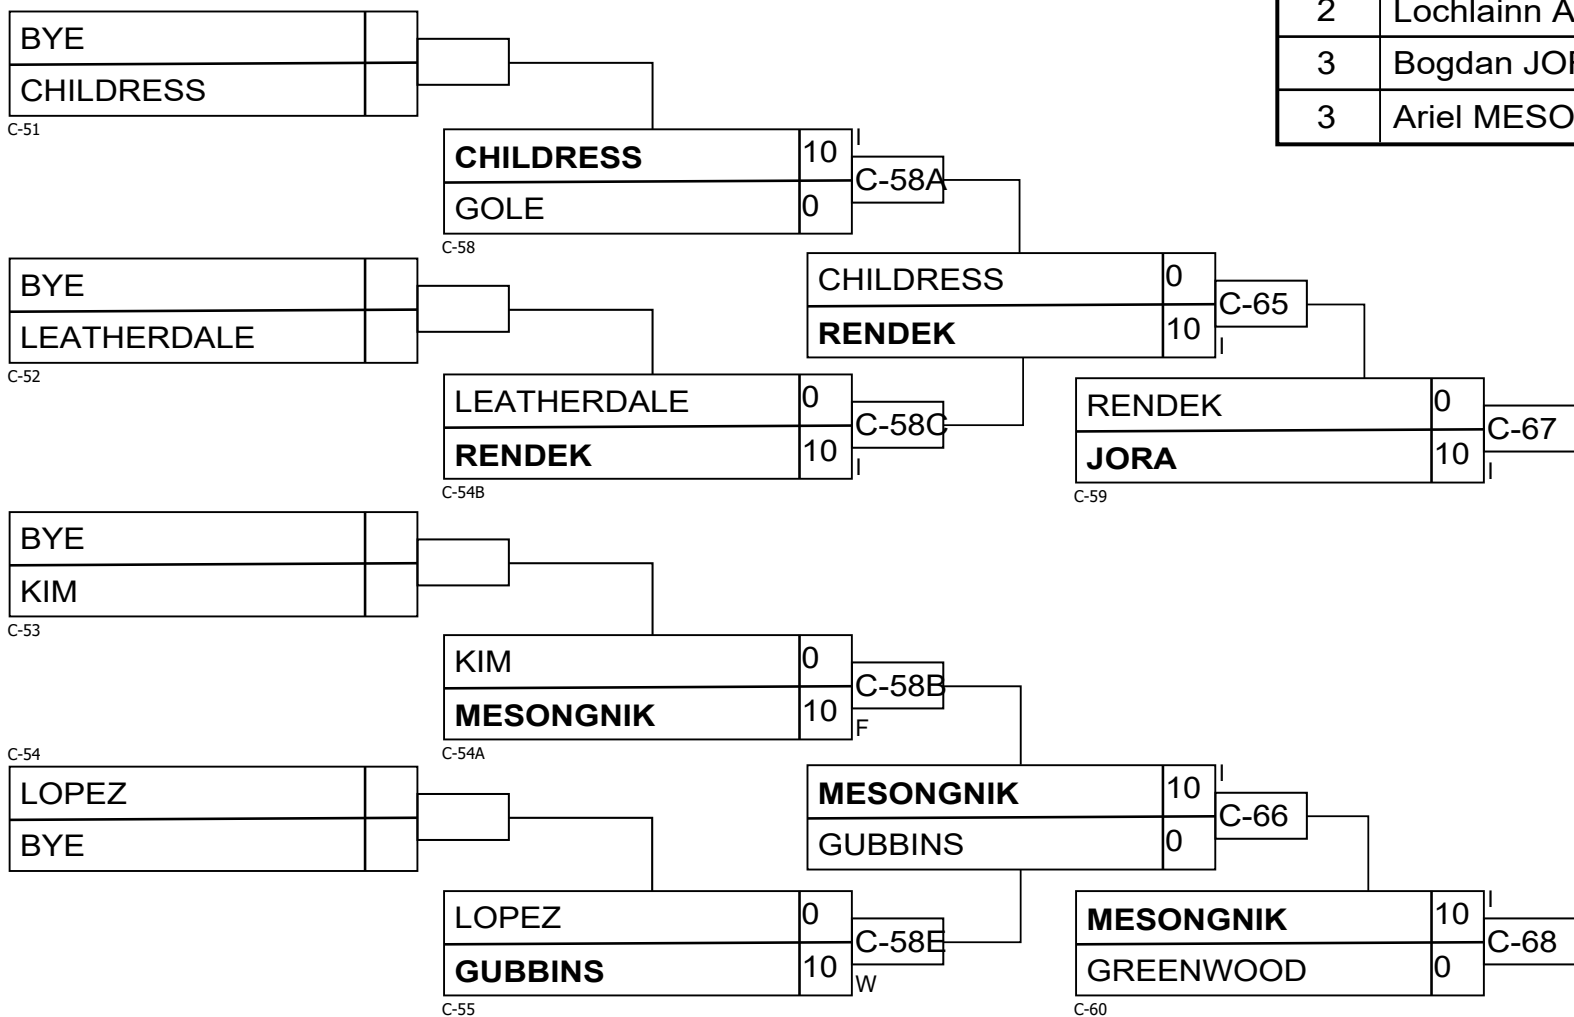 2 Lochlainn A
3 Bogdan JO
3 Ariel MESO
BYE
CHILDRESS
C-51
CHILDRESS 10 I
GOLE 0
C-58A
C-58
BYE
LEATHERDALE
C-52
LEATHERDALE 0
RENDEK 10 I
C-58C
C-54B
CHILDRESS 0
RENDEK 10 I
C-65
RENDEK 0
JORA 10 I
C-67
C-59
BYE
KIM
C-53
KIM 0
MESONGNIK 10 F
C-58B
C-54A
C-54
LOPEZ
BYE
LOPEZ 0
GUBBINS 10 W
C-58E
C-55
MESONGNIK 10 I
GUBBINS 0
C-66
MESONGNIK 10 I
GREENWOOD 0
C-68
C-60